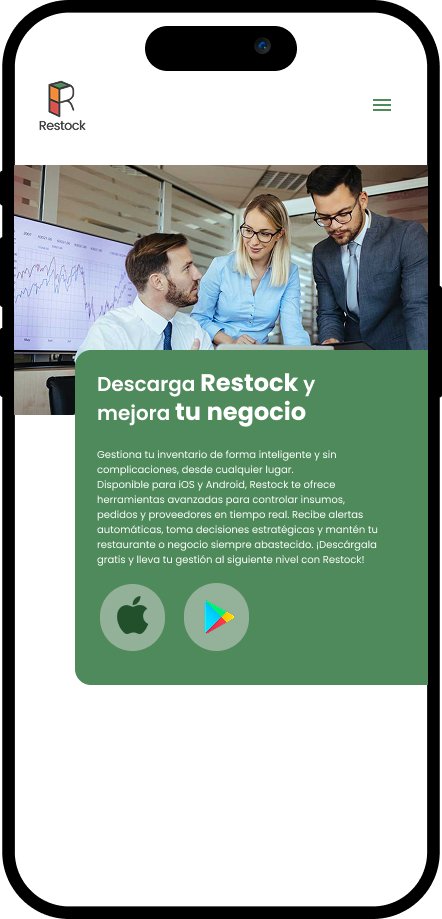 Restock
Descarga Restock y
mejora tu negocio
Gestiona tu inventario de forma inteligente y sin
complicaciones, desde cualquier lugar.
Disponible para iOS y Android, Restock te ofrece
herramientas avanzadas para controlar insumos,
pedidos y proveedores en tiempo real. Recibe alertas
automáticas, toma decisiones estratégicas y mantén tu
restaurante o negocio siempre abastecido. ¡Descárgala
gratis y lleva tu gestión al siguiente nivel con Restock!